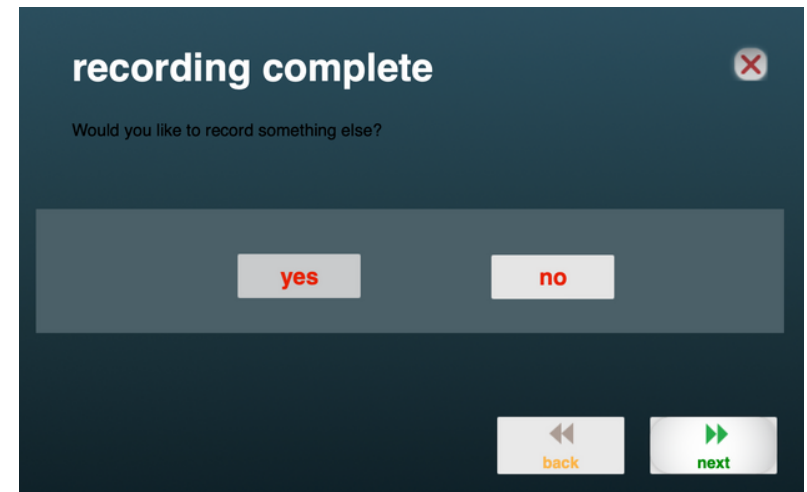 recording complete
Would you like to record something else?
yes no
back next